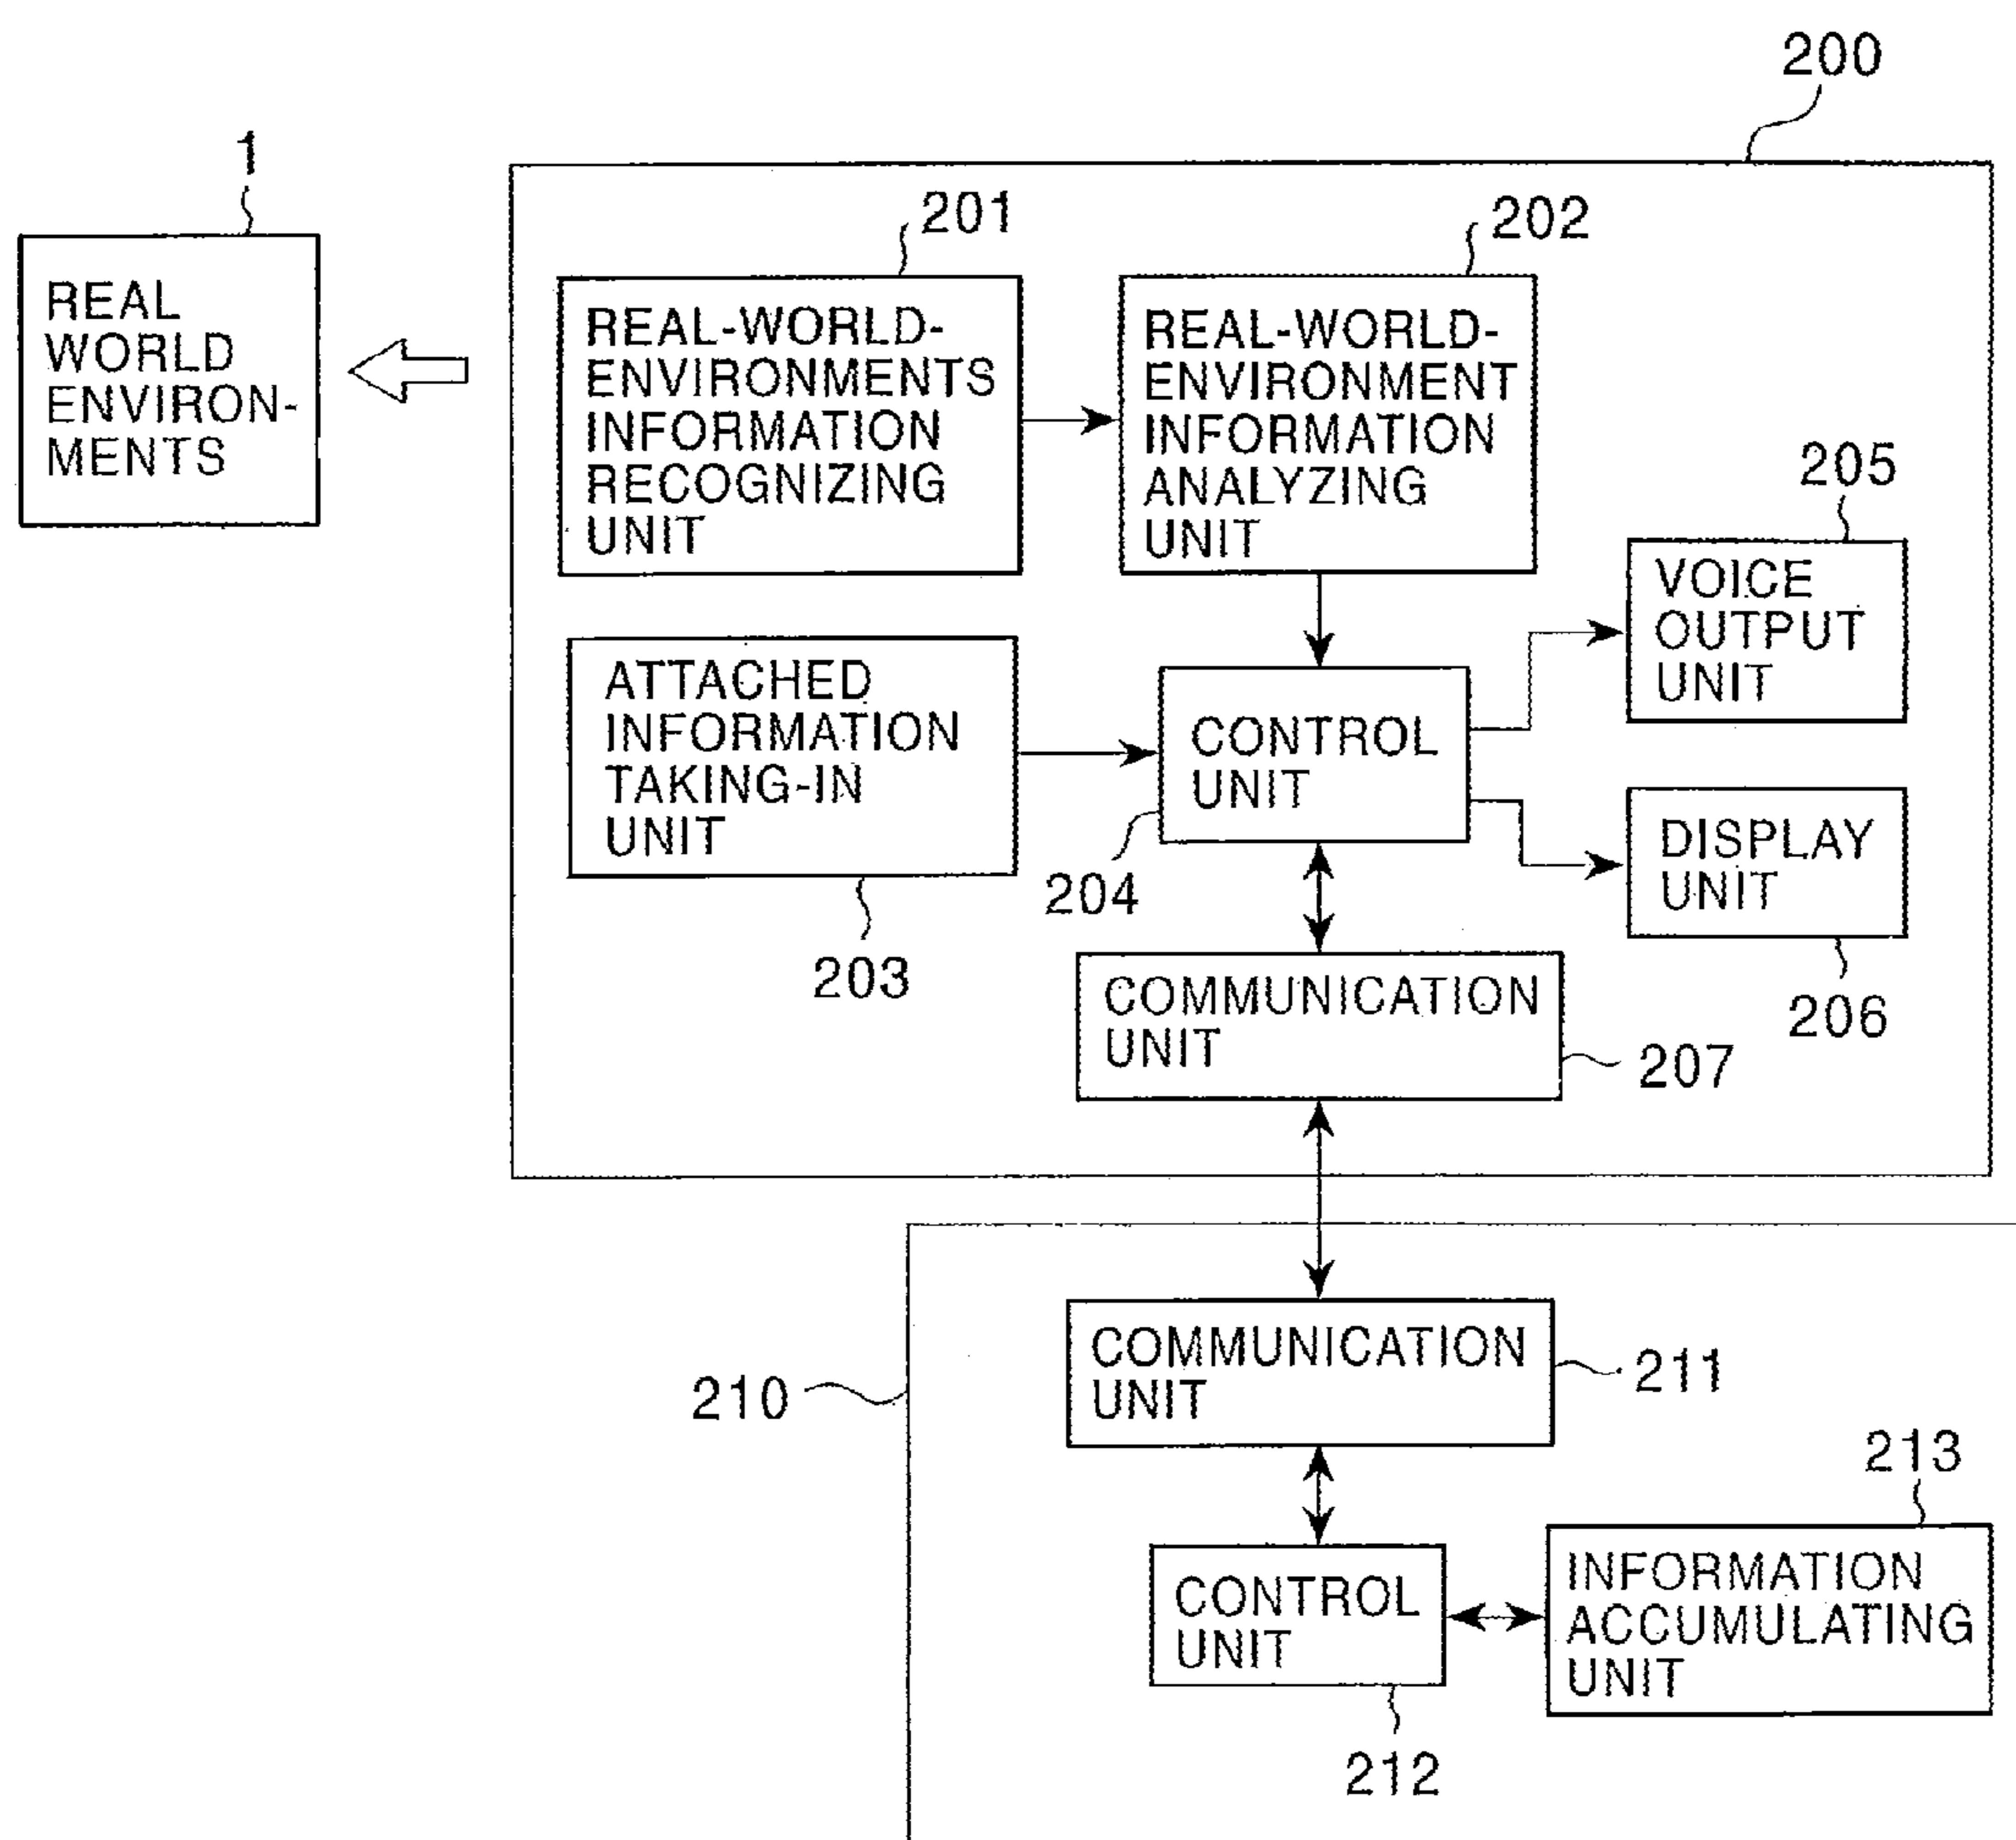 200
1
REAL
WORLD
ENVIRON-
MENTS
201
REAL-WORLD-
ENVIRONMENTS
INFORMATION
RECOGNIZING
UNIT
202
REAL-WORLD-
ENVIRONMENT
INFORMATION
ANALYZING
UNIT
205
VOICE
OUTPUT
UNIT
ATTACHED
INFORMATION
TAKING-IN
UNIT
203
CONTROL
UNIT
204
DISPLAY
UNIT
206
COMMUNICATION
UNIT
207
210
COMMUNICATION
UNIT
211
213
CONTROL
UNIT
212
INFORMATION
ACCUMULATING
UNIT